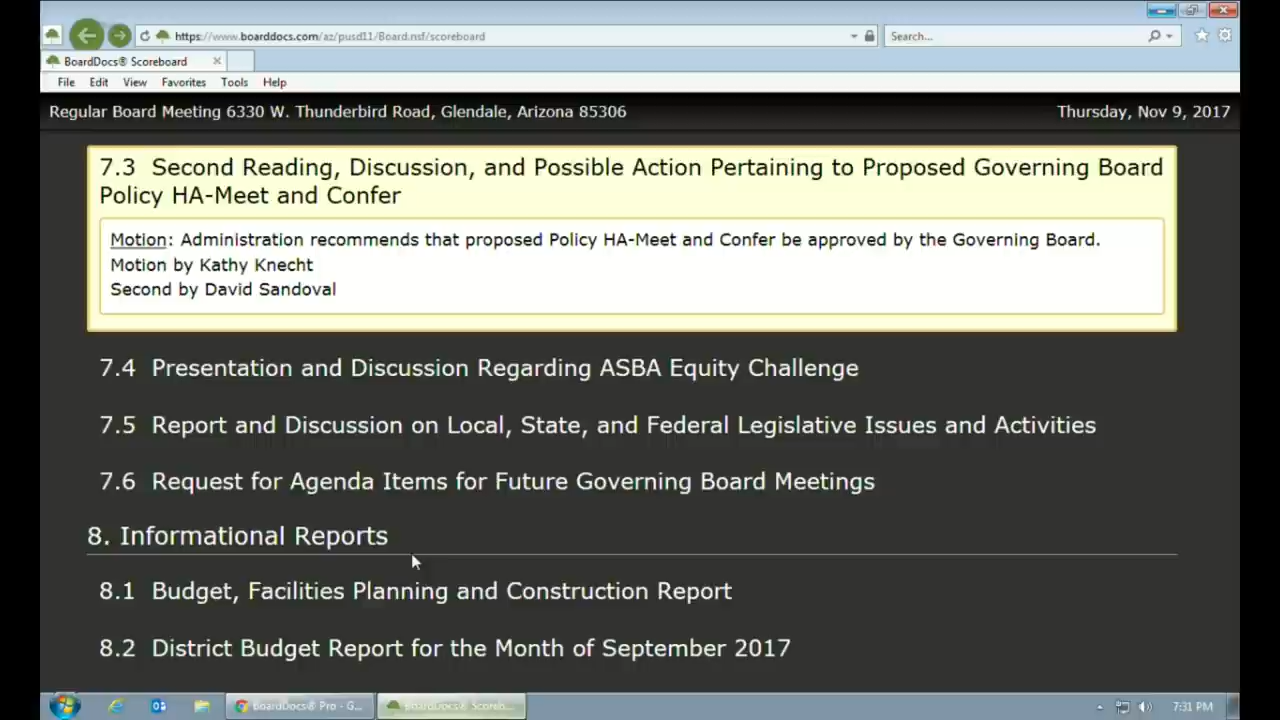 https://www.boarddocs.com/az/pusd11/Board.nsf/scoreboard
Search...
BoardDocs® Scoreboard
File Edit View Favorites Tools Help
Regular Board Meeting 6330 W. Thunderbird Road, Glendale, Arizona 85306
Thursday, Nov 9, 2017
7.3 Second Reading, Discussion, and Possible Action Pertaining to Proposed Governing Board
Policy HA-Meet and Confer
Motion: Administration recommends that proposed Policy HA-Meet and Confer be approved by the Governing Board.
Motion by Kathy Knecht
Second by David Sandoval
7.4 Presentation and Discussion Regarding ASBA Equity Challenge
7.5 Report and Discussion on Local, State, and Federal Legislative Issues and Activities
7.6 Request for Agenda Items for Future Governing Board Meetings
8. Informational Reports
8.1 Budget, Facilities Planning and Construction Report
8.2 District Budget Report for the Month of September 2017
BoardDocs® Pro - G...
BoardDocs® Scoreb...
7:31 PM